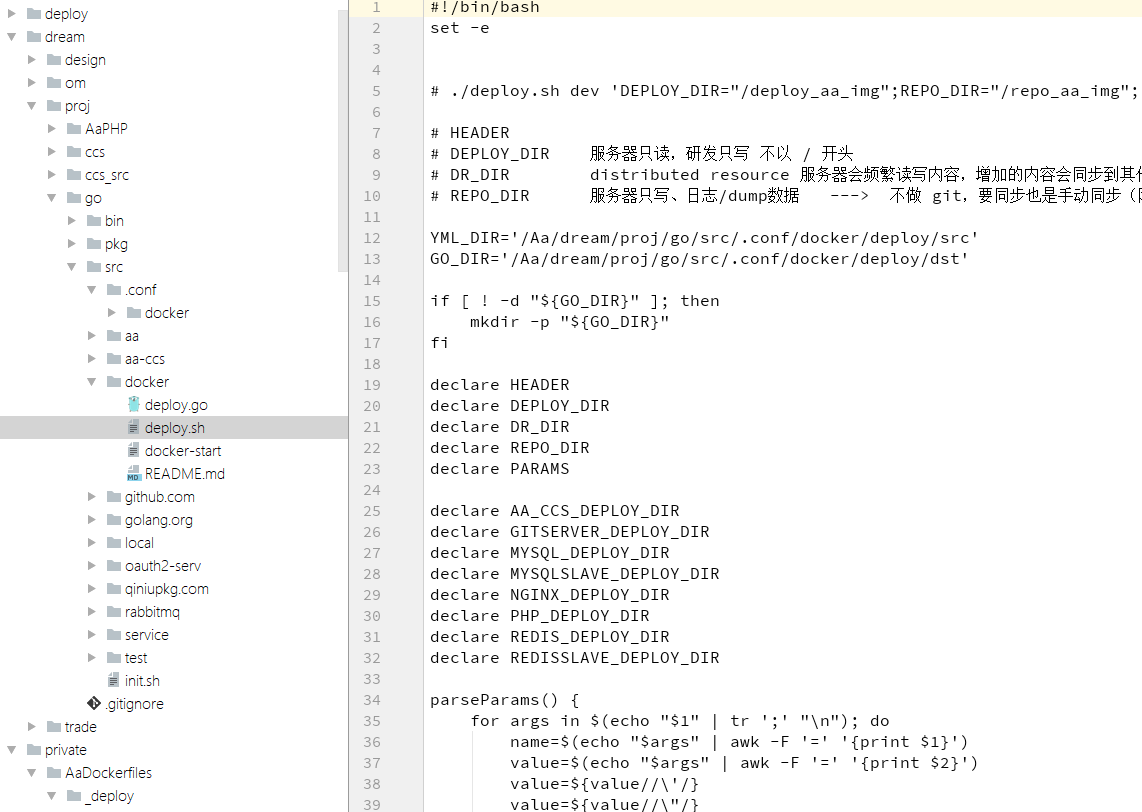 deploy
dream
design
om
proj
AaPHP
ccs
ccs_src
go
bin
pkg
src
.conf
docker
aa
aa-ccs
docker
deploy.go
deploy.sh
docker-start
README.md
github.com
golang.org
local
oauth2-serv
qiniupkg.com
rabbitmq
service
test
init.sh
.gitignore
trade
private
AaDockerfiles
_deploy
1 #!/bin/bash
2 set -e
3
4
5 # ./deploy.sh dev 'DEPLOY_DIR="/deploy_aa_img";REPO_DIR="/repo_aa_img";
6
7 # HEADER
8 # DEPLOY_DIR    服务器只读，研发只写 不以 / 开头
9 # DR_DIR        distributed resource 服务器会频繁读写内容，增加的内容会同步到其
10 # REPO_DIR      服务器只写、日志/dump数据   --->  不做 git，要同步也是手动同步（
11
12 YML_DIR='/Aa/dream/proj/go/src/.conf/docker/deploy/src'
13 GO_DIR='/Aa/dream/proj/go/src/.conf/docker/deploy/dst'
14
15 if [ ! -d "${GO_DIR}" ]; then
16     mkdir -p "${GO_DIR}"
17 fi
18
19 declare HEADER
20 declare DEPLOY_DIR
21 declare DR_DIR
22 declare REPO_DIR
23 declare PARAMS
24
25 declare AA_CCS_DEPLOY_DIR
26 declare GITSERVER_DEPLOY_DIR
27 declare MYSQL_DEPLOY_DIR
28 declare MYSQLSLAVE_DEPLOY_DIR
29 declare NGINX_DEPLOY_DIR
30 declare PHP_DEPLOY_DIR
31 declare REDIS_DEPLOY_DIR
32 declare REDISSLAVE_DEPLOY_DIR
33
34 parseParams() {
35     for args in $(echo "$1" | tr ';' "\n"); do
36         name=$(echo "$args" | awk -F '=' '{print $1}')
37         value=$(echo "$args" | awk -F '=' '{print $2}')
38         value=${value//\'/}
39         value=${value//\"/}